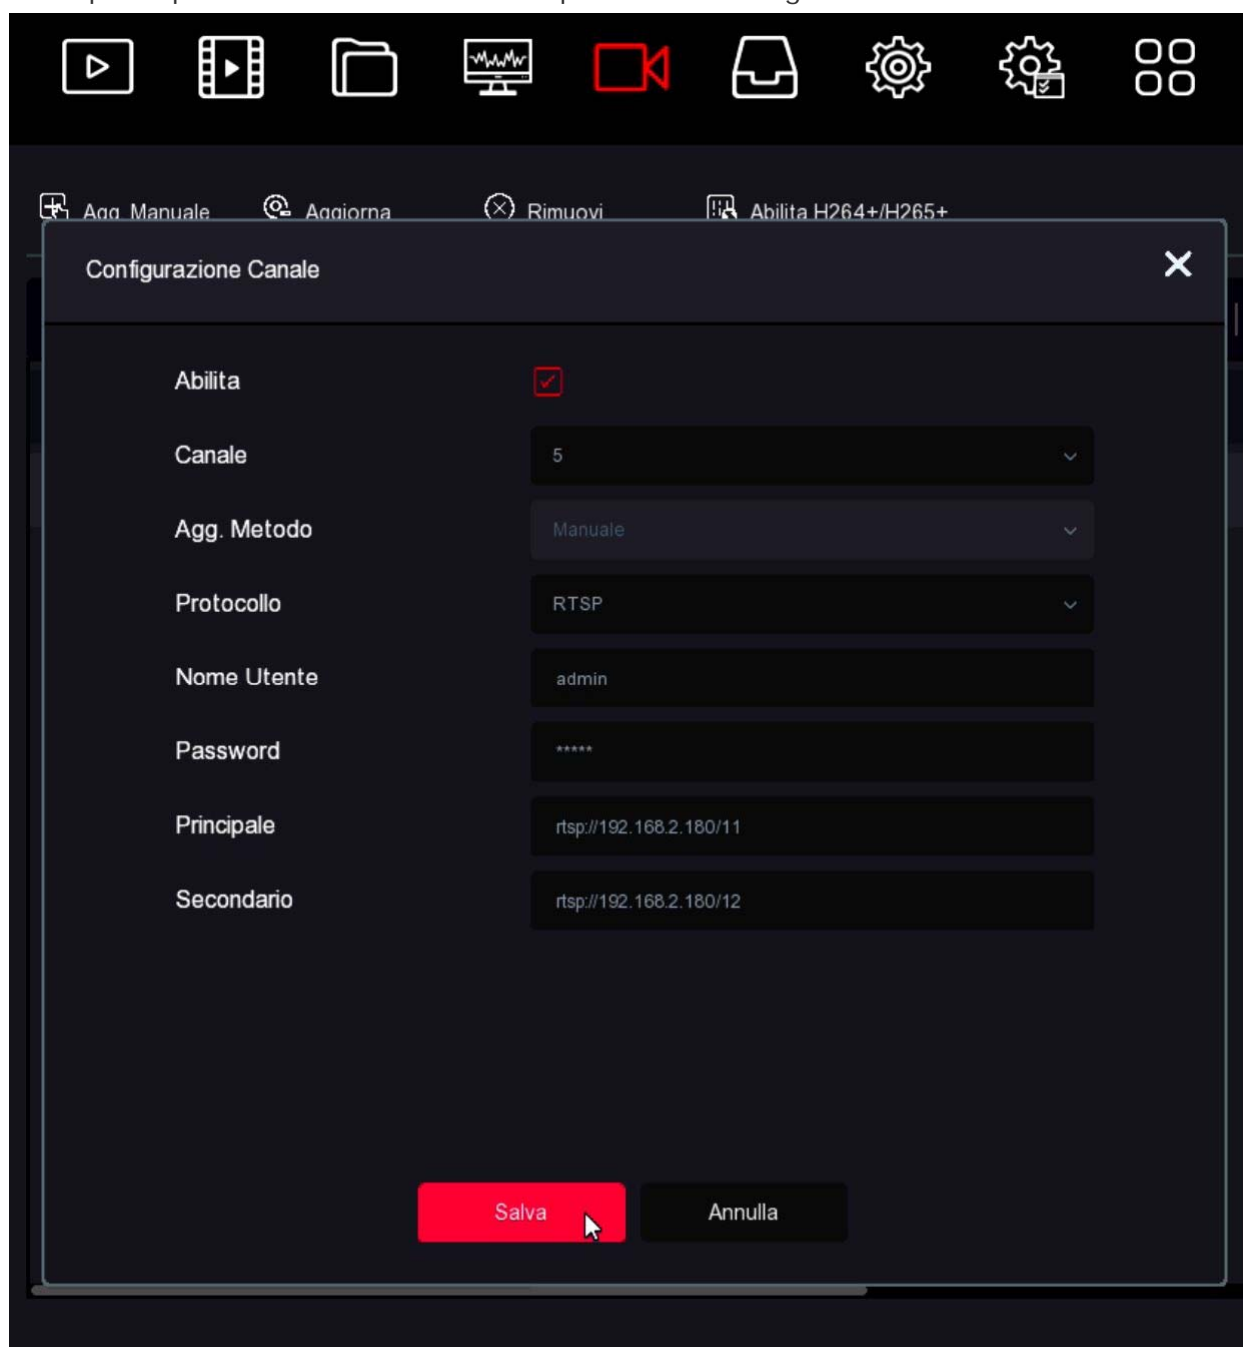 Agg. Manuale Aggiorna Rimuovi Abilita H264+/H265+
Configurazione Canale
Abilita
Canale 5
Agg. Metodo Manuale
Protocollo RTSP
Nome Utente admin
Password *****
Principale rtsp://192.168.2.180/11
Secondario rtsp://192.168.2.180/12
Salva Annulla